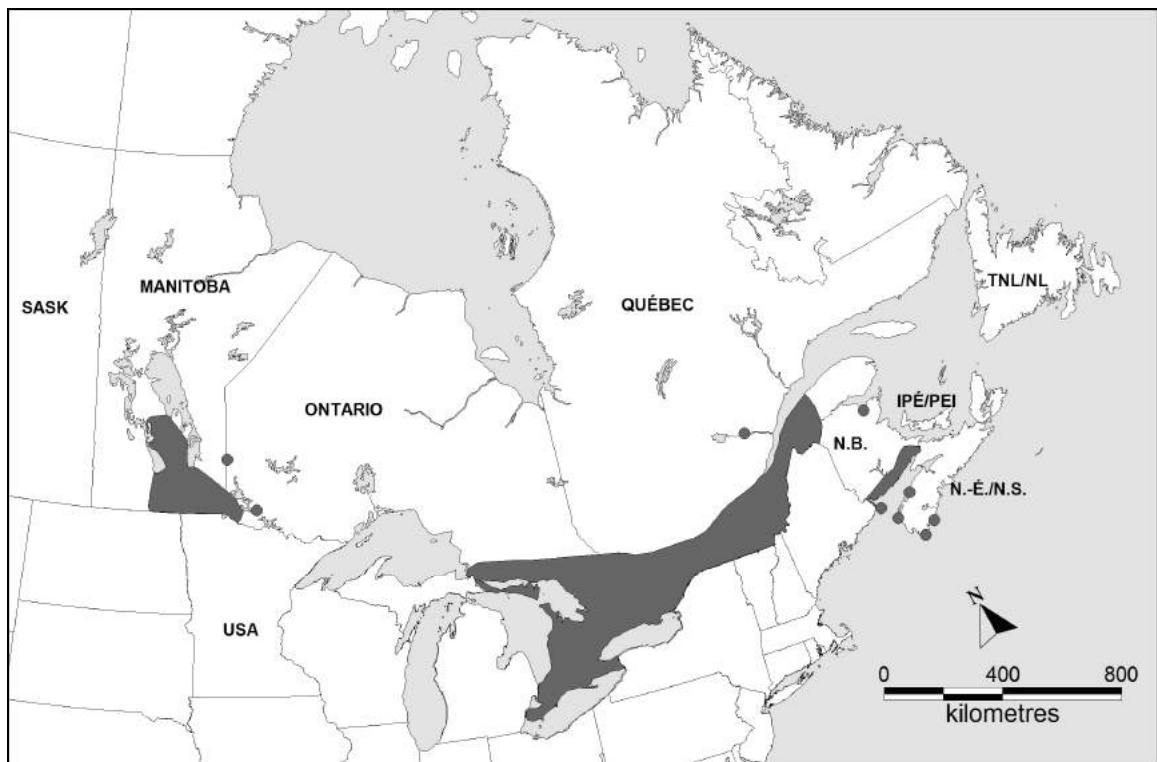 TNL/NL
MANITOBA
SASK
QUÉBEC
IPÉ/PEI
ONTARIO
N.B.
N.-É./N.S.
N
USA
0 400 800
kilometres